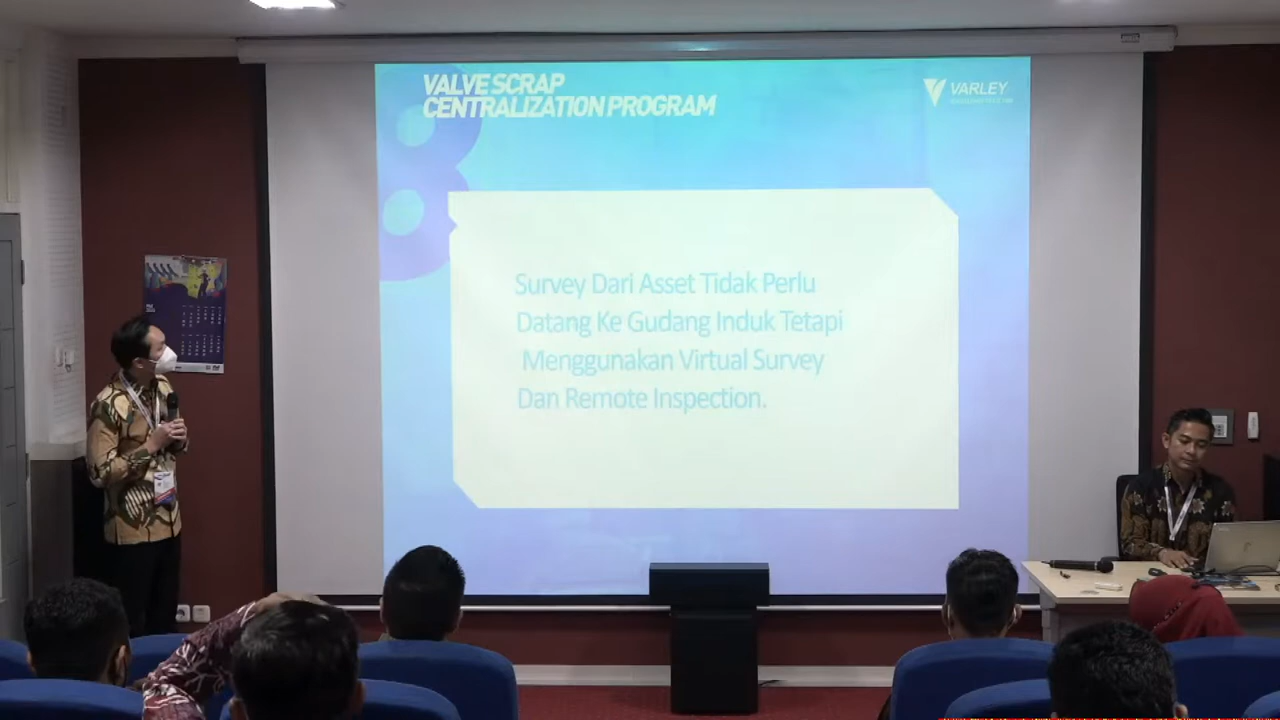 VALVE SCRAP
CENTRALIZATION PROGRAM
VARLEY
Survey Dari Asset Tidak Perlu
Datang Ke Gudang Induk Tetapi
Menggunakan Virtual Survey
Dan Remote Inspection.